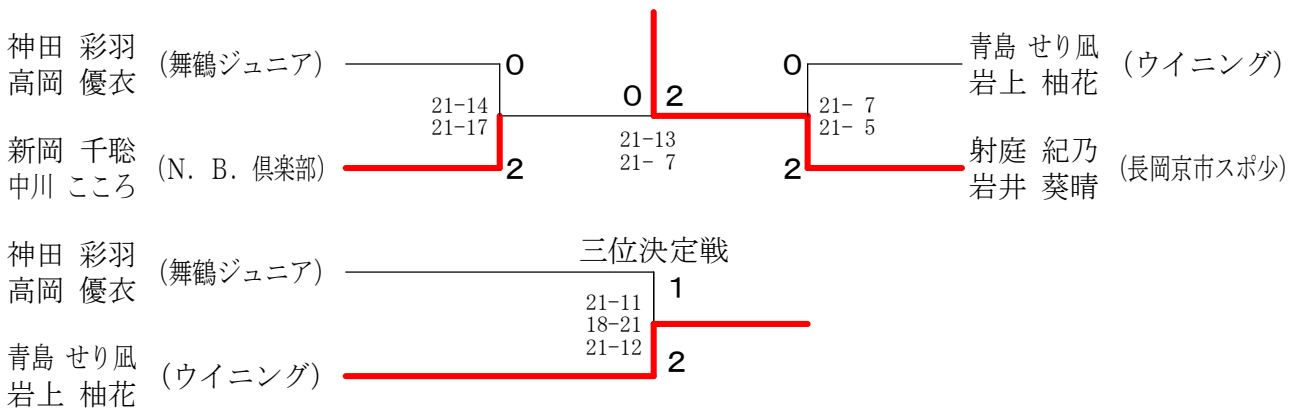 神田 彩羽
高岡 優衣
(舞鶴ジュニア)
0
21-14
21-17
新岡 千聡
中川 こころ
(N. B. 倶楽部)
2
0 2
21-13
21- 7
0
青島 せり凪
岩上 柚花
(ウイニング)
21- 7
21- 5
2
射庭 紀乃
岩井 葵晴
(長岡京市スポ少)
三位決定戦
神田 彩羽
高岡 優衣
(舞鶴ジュニア)
1
21-11
18-21
21-12
青島 せり凪
岩上 柚花
(ウイニング)
2